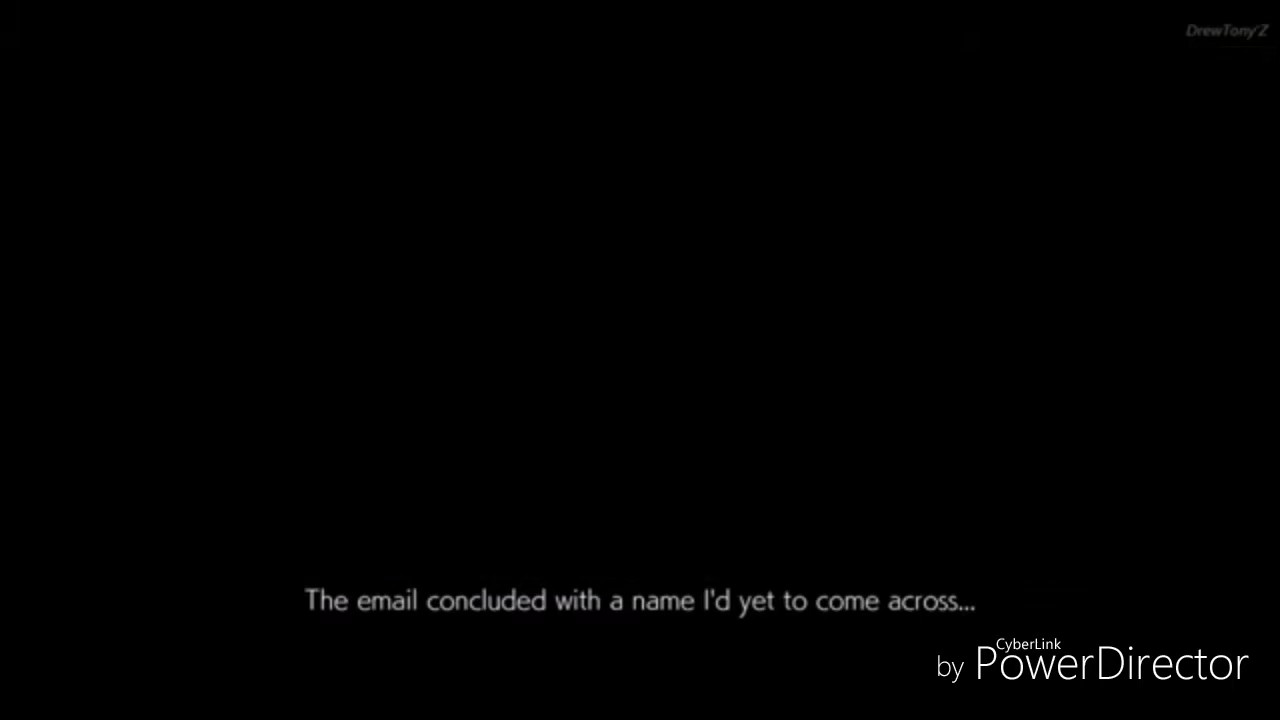 DrewTony'Z
The email concluded with a name I'd yet to come across...
CyberLink
by PowerDirector